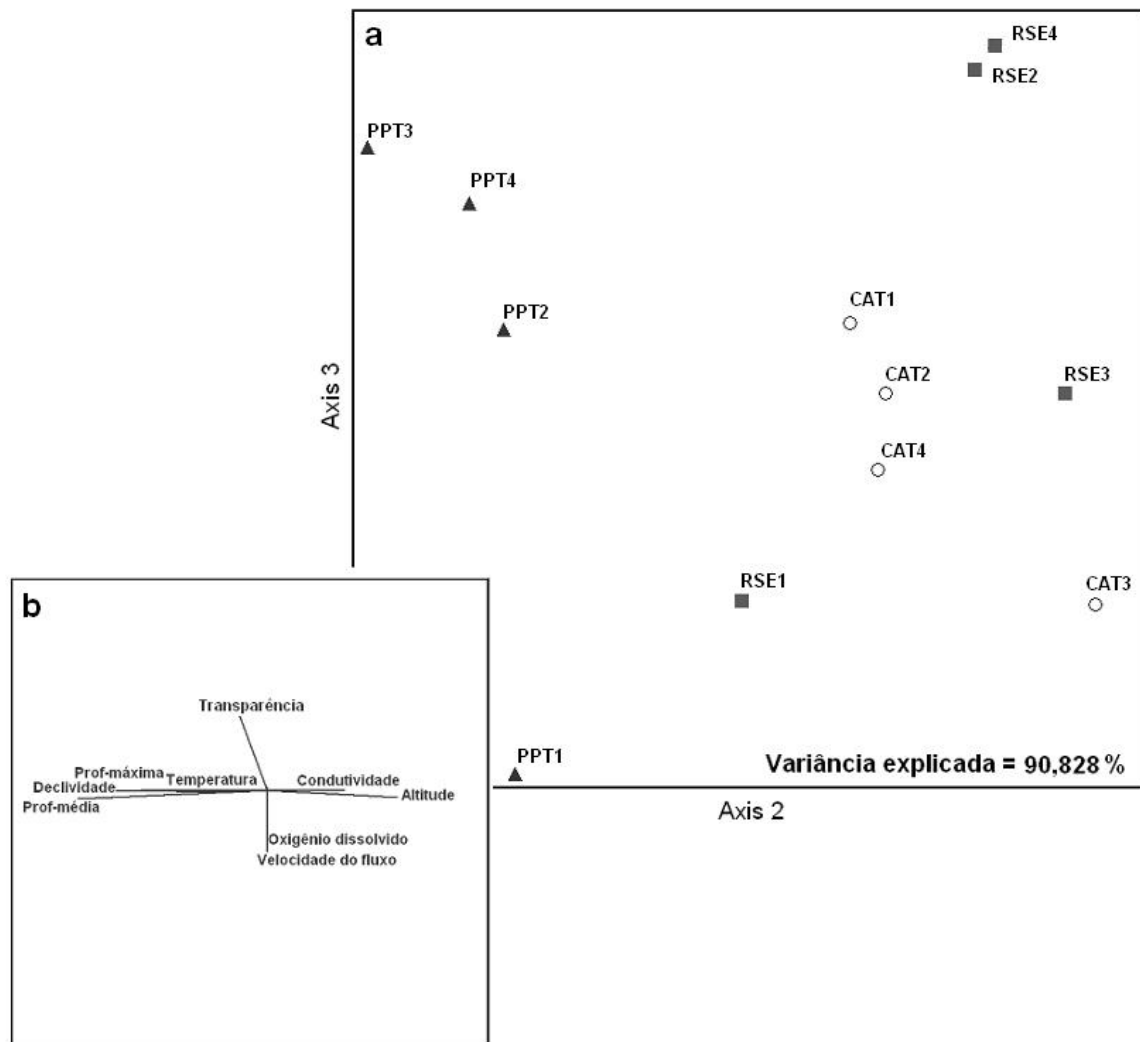 a
RSE4
RSE2
PPT3
PPT4
PPT2
CAT1
CAT2
RSE3
CAT4
Axis 3
RSE1
CAT3
PPT1
Variância explicada = 90,828 %
Axis 2
b
Transparência
Prof-máxima
Temperatura
Condutividade
Declividade
Altitude
Prof-média
Oxigênio dissolvido
Velocidade do fluxo